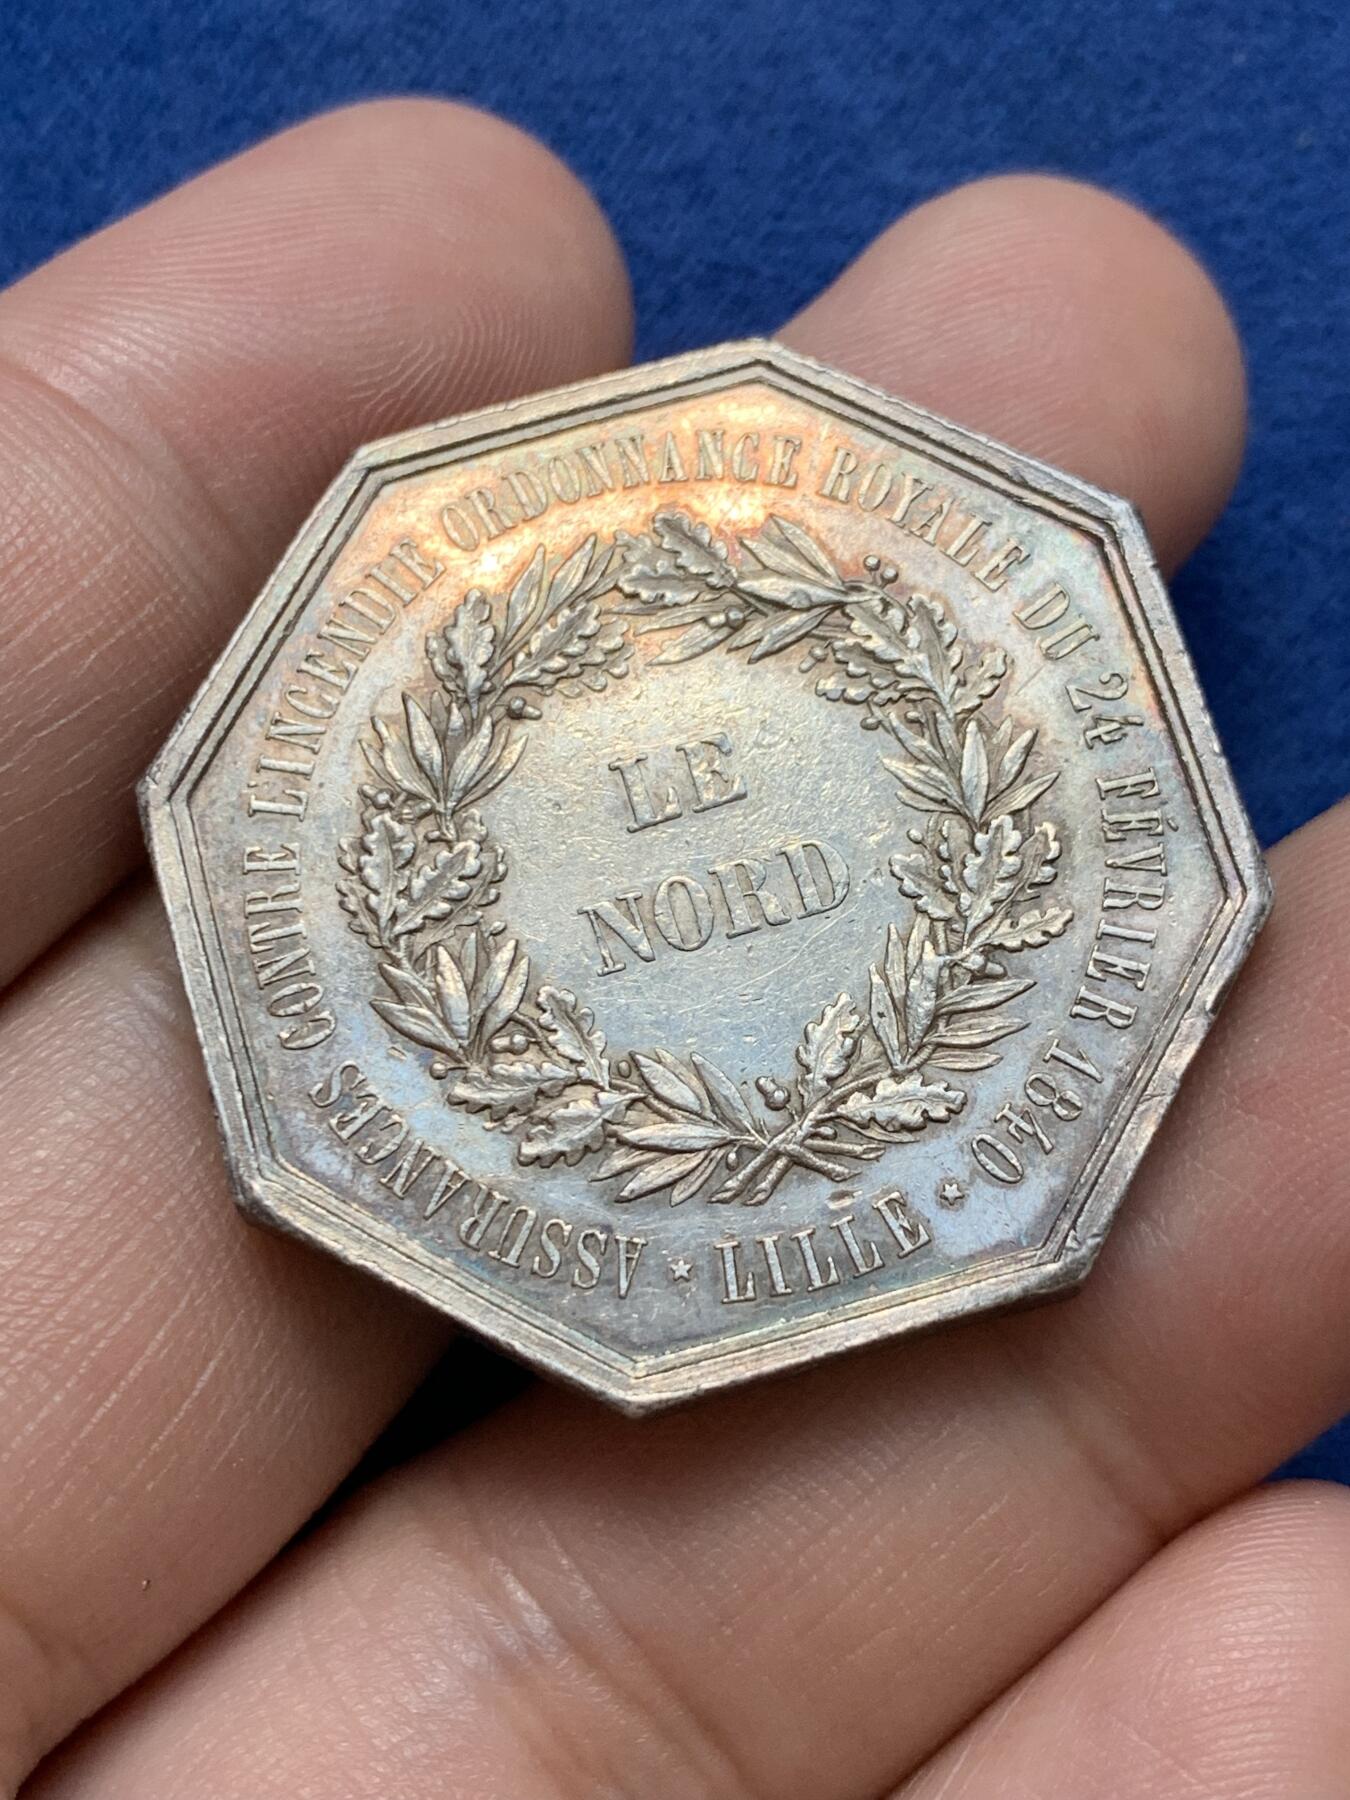 ASSURANCES CONTRE L'INCENDIE ORDONNANCE ROYALE DU 24 FÉVRIER 1840
LE
NORD
LILLE